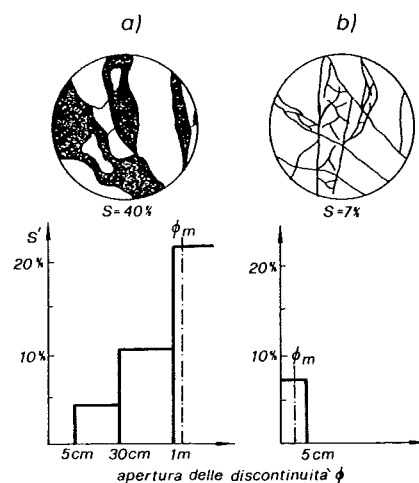 a) b)
S=40% S=7%
S' ϕm
20% 20%
10% 10% ϕm
5cm 30cm 1m 5cm
apertura delle discontinuità ϕ